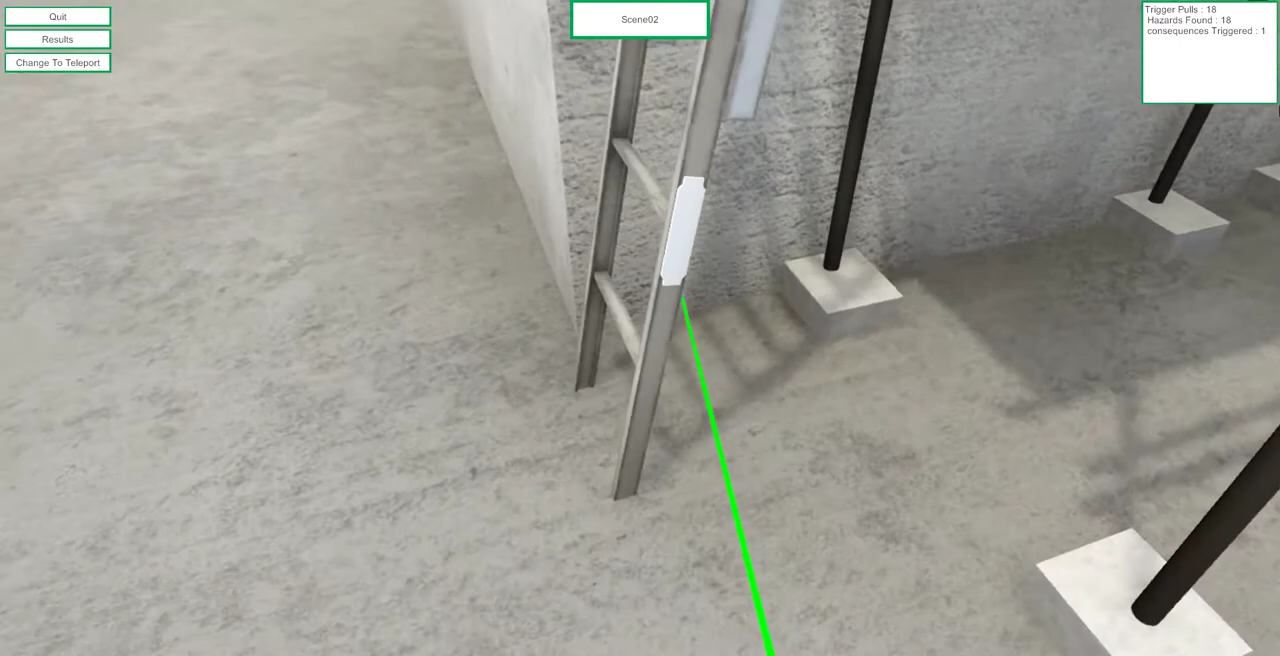 Quit
Results
Change To Teleport
Scene02
Trigger Pulls : 18
Hazards Found : 18
consequences Triggered : 1